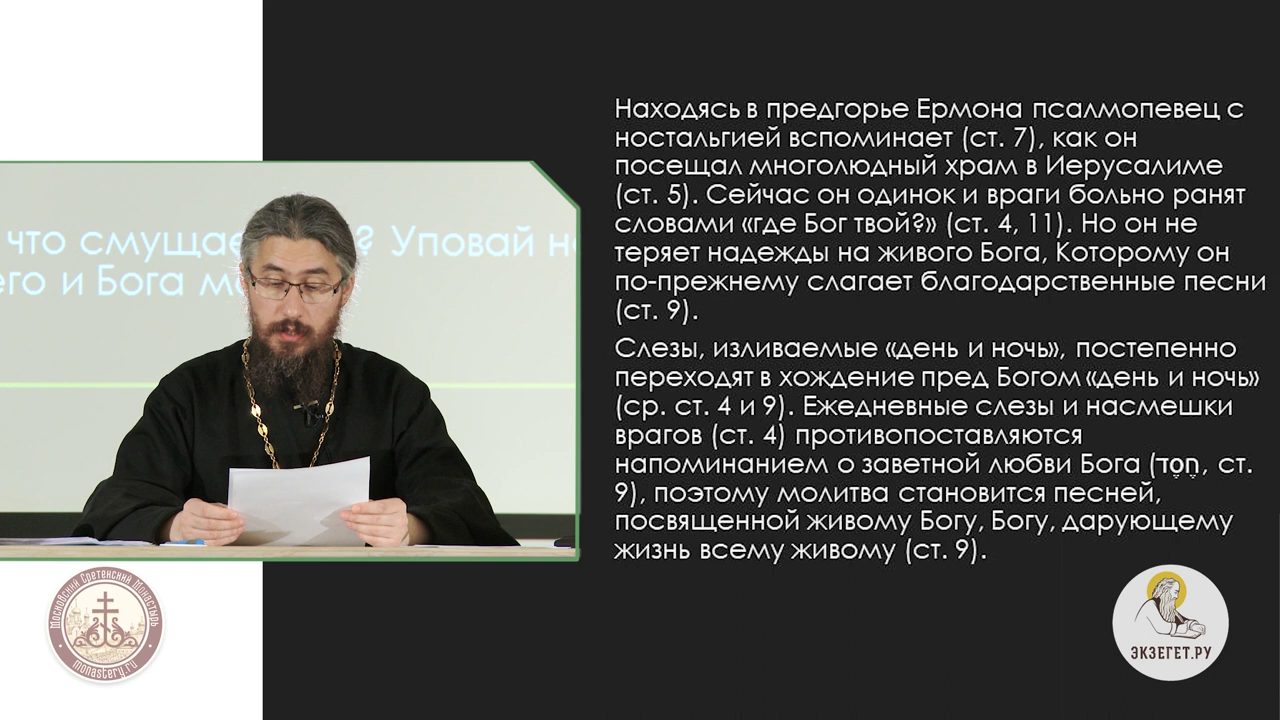 что смущае
? Уповай н
его и Бога м
Находясь в предгорье Ермона псалмопевец с
ностальгией вспоминает (ст. 7), как он
посещал многолюдный храм в Иерусалиме
(ст. 5). Сейчас он одинок и враги больно ранят
словами «где Бог твой?» (ст. 4, 11). Но он не
теряет надежды на живого Бога, Которому он
по-прежнему слагает благодарственные песни
(ст. 9).
Слезы, изливаемые «день и ночь», постепенно
переходят в хождение пред Богом «день и ночь»
(ср. ст. 4 и 9). Ежедневные слезы и насмешки
врагов (ст. 4) противопоставляются
напоминанием о заветной любви Бога (חֶסֶד, ст.
9), поэтому молитва становится песней,
посвященной живому Богу, Богу, дарующему
жизнь всему живому (ст. 9).
Московский Сретенский Монастырь
monastery.ru
ЭКЗЕГЕТ.РУ